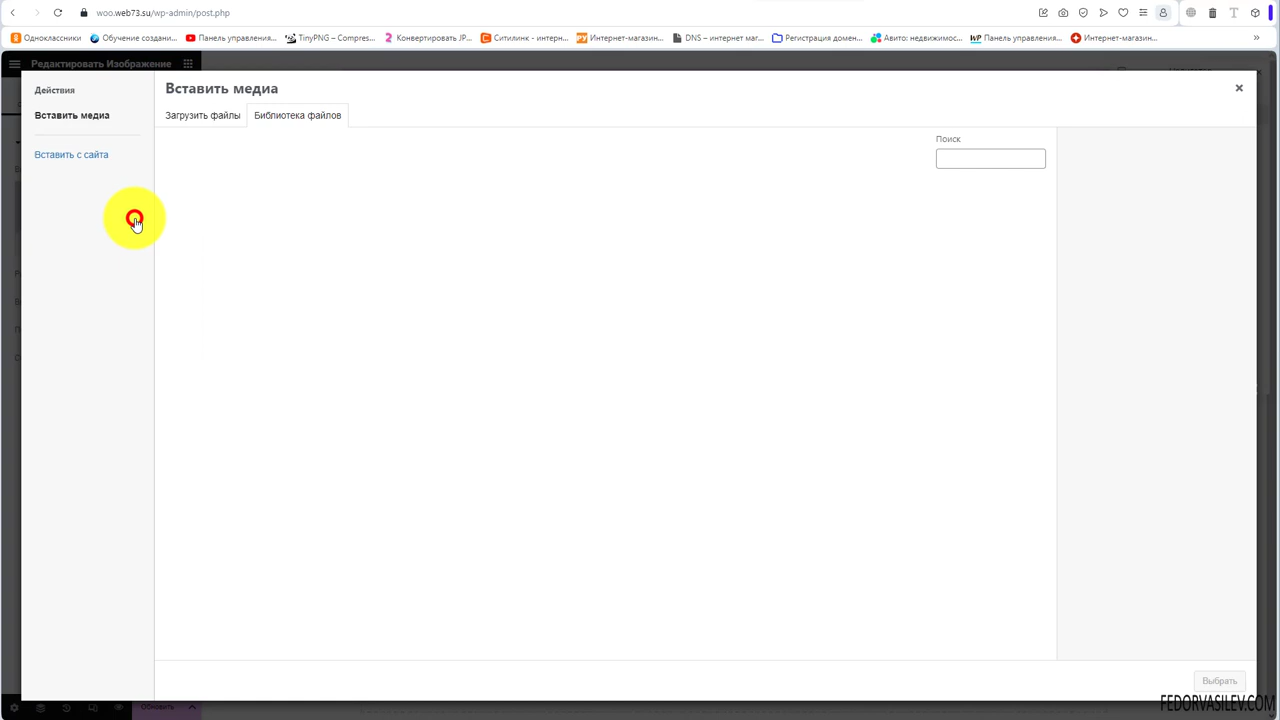 woo.web73.su/wp-admin/post.php
Одноклассники
Обучение создани...
Панель управления...
TinyPNG – Compres...
Конвертировать JP...
Ситилинк – интерн...
Интернет-магазин...
DNS – интернет маг...
Регистрация домен...
Авито: недвижимос...
Панель управления...
Интернет-магазин...
Редактировать Изображение
Действия
Вставить медиа
Вставить с сайта
Вставить медиа
Загрузить файлы
Библиотека файлов
Поиск
Выбрать
Обновить
FEDORVASILEV.COM